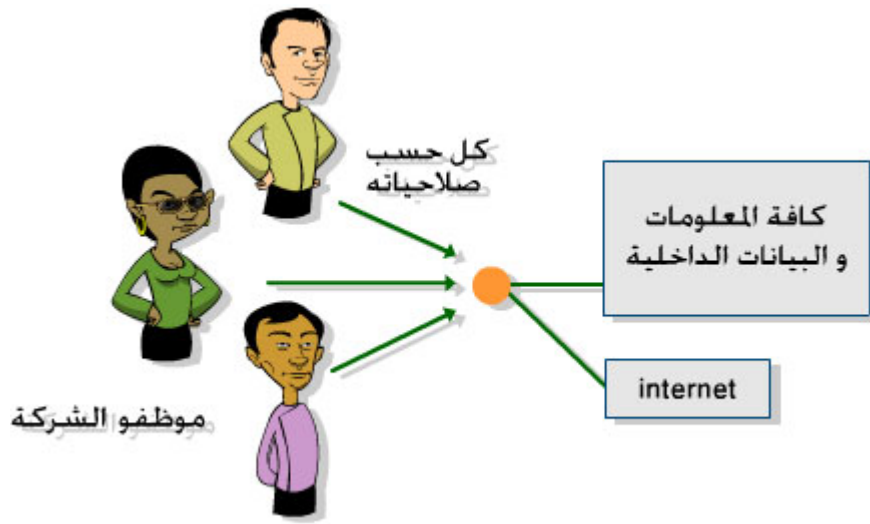 كل حسب
صلاحياته
كافة المعلومات
و البيانات الداخلية
internet
موظفو الشركة